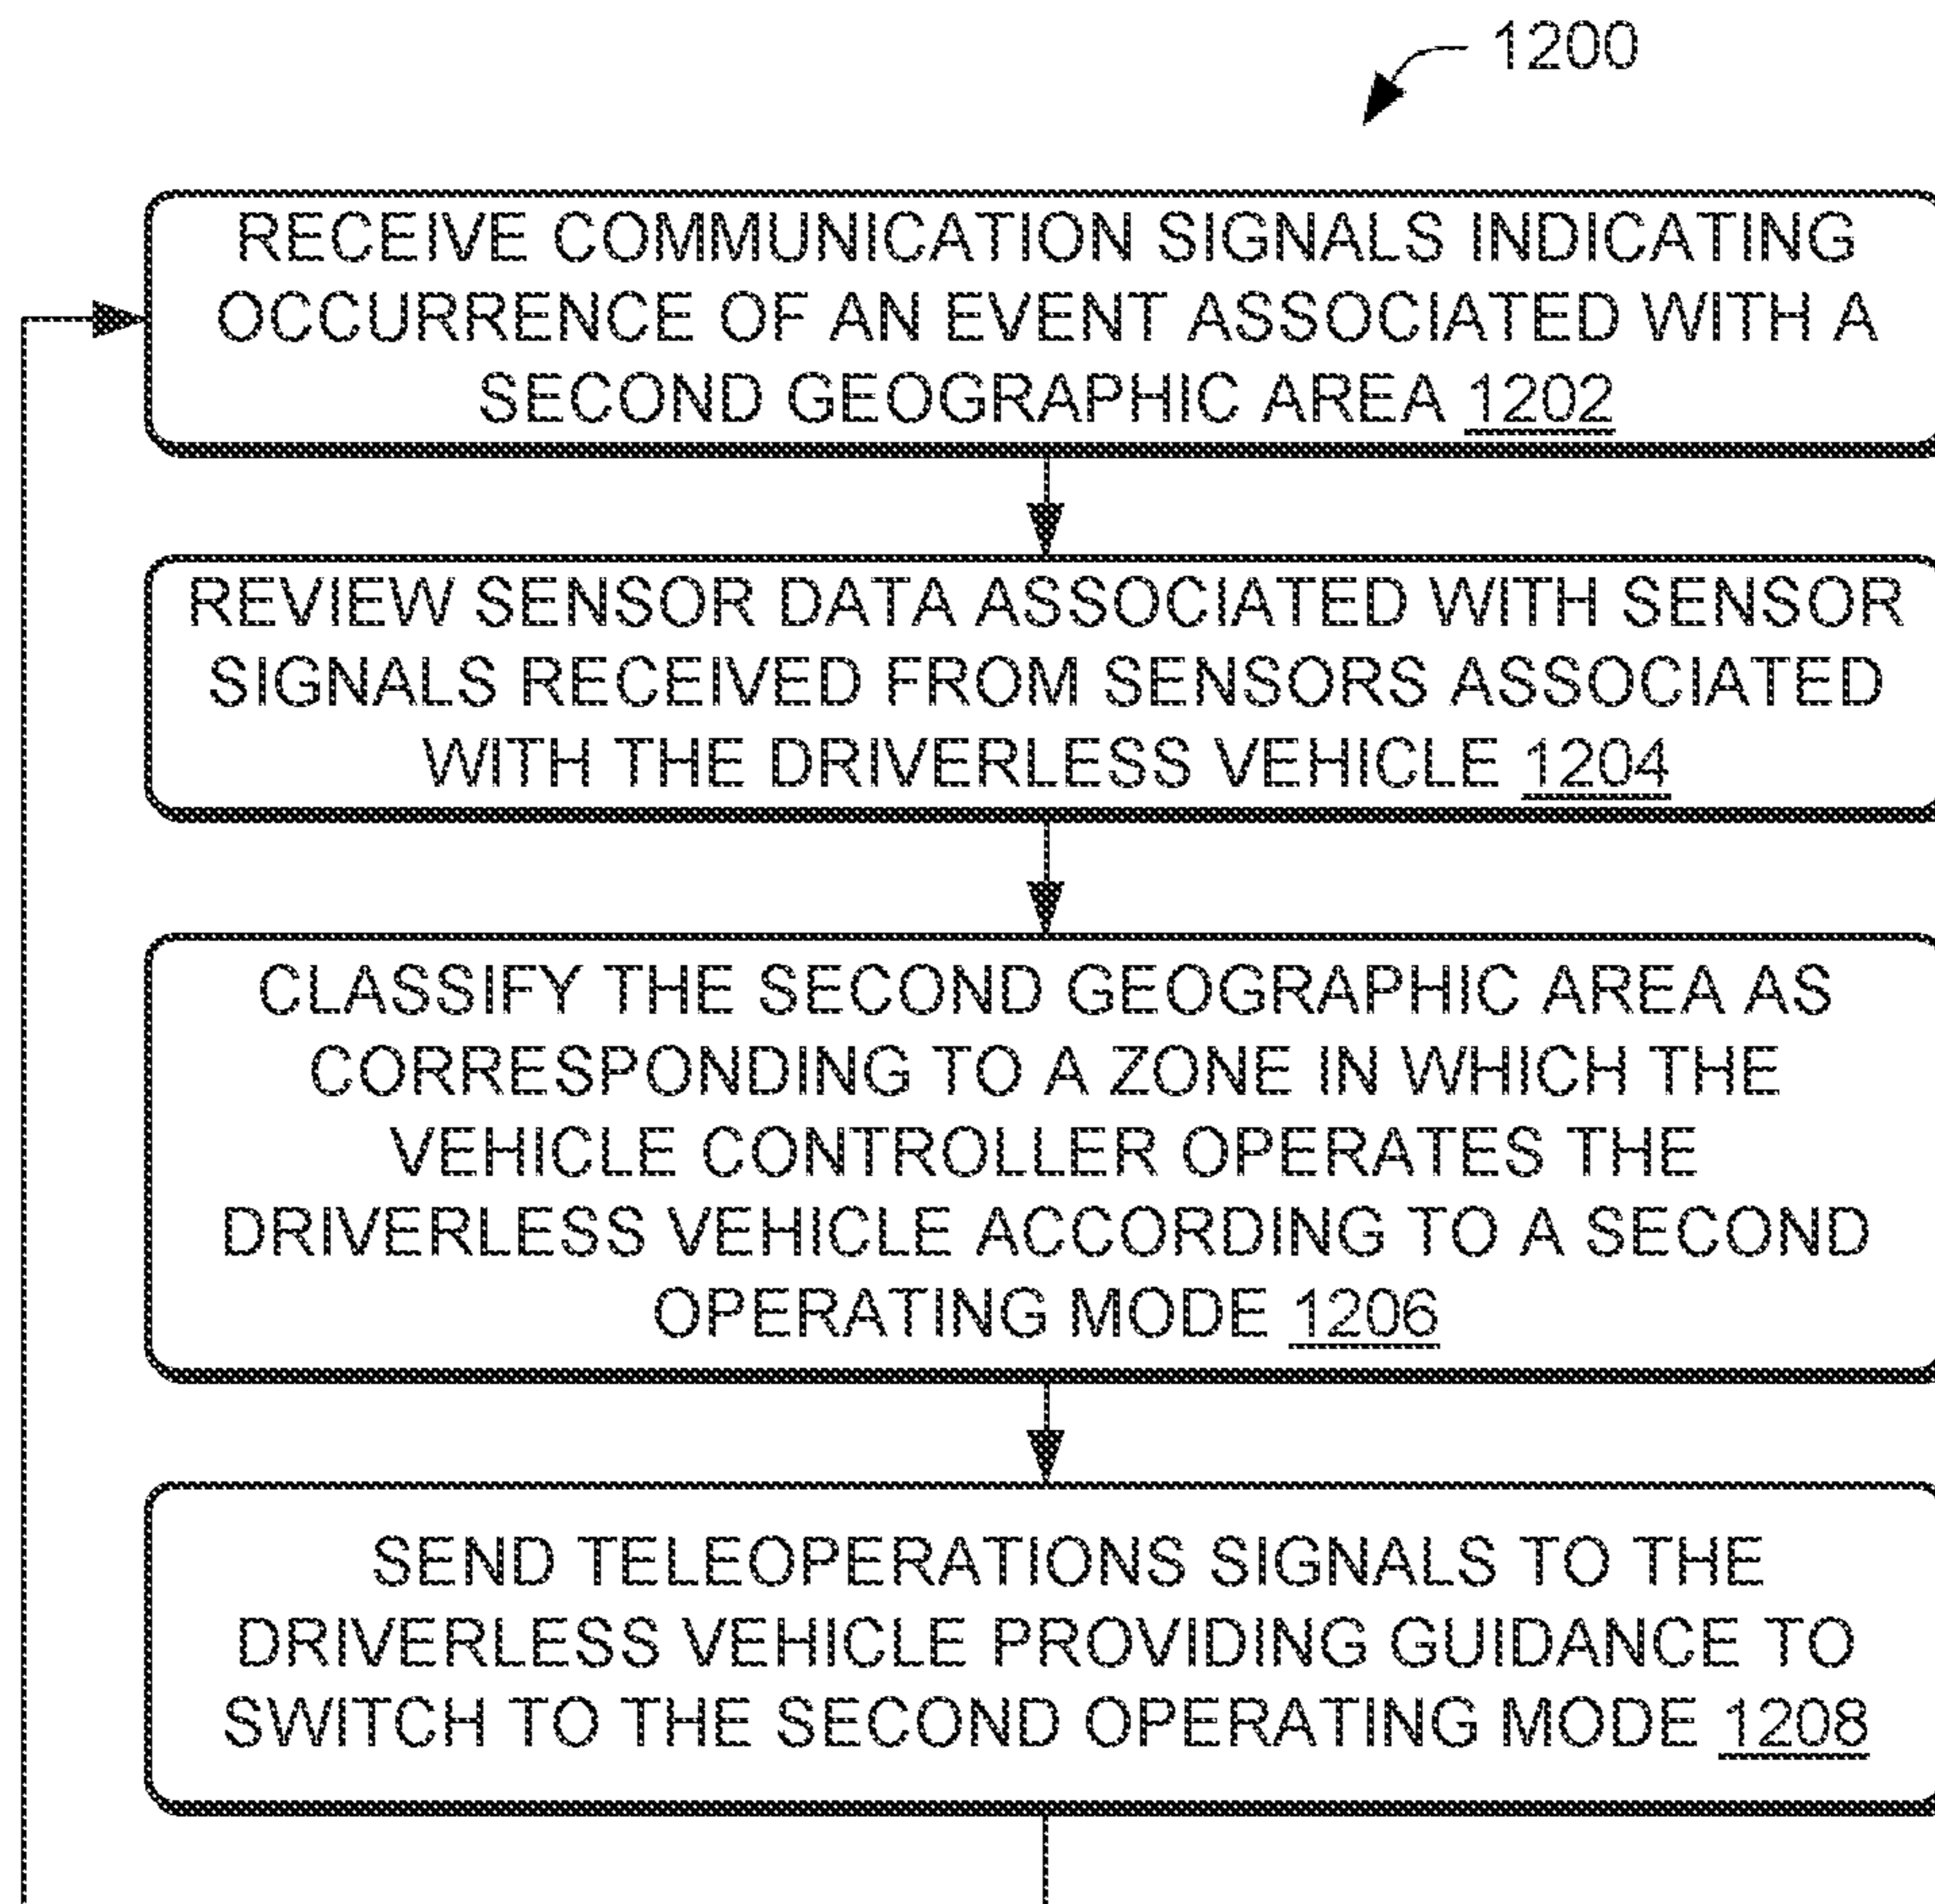 1200
RECEIVE COMMUNICATION SIGNALS INDICATING
OCCURRENCE OF AN EVENT ASSOCIATED WITH A
SECOND GEOGRAPHIC AREA 1202
REVIEW SENSOR DATA ASSOCIATED WITH SENSOR
SIGNALS RECEIVED FROM SENSORS ASSOCIATED
WITH THE DRIVERLESS VEHICLE 1204
CLASSIFY THE SECOND GEOGRAPHIC AREA AS
CORRESPONDING TO A ZONE IN WHICH THE
VEHICLE CONTROLLER OPERATES THE
DRIVERLESS VEHICLE ACCORDING TO A SECOND
OPERATING MODE 1206
SEND TELEOPERATIONS SIGNALS TO THE
DRIVERLESS VEHICLE PROVIDING GUIDANCE TO
SWITCH TO THE SECOND OPERATING MODE 1208